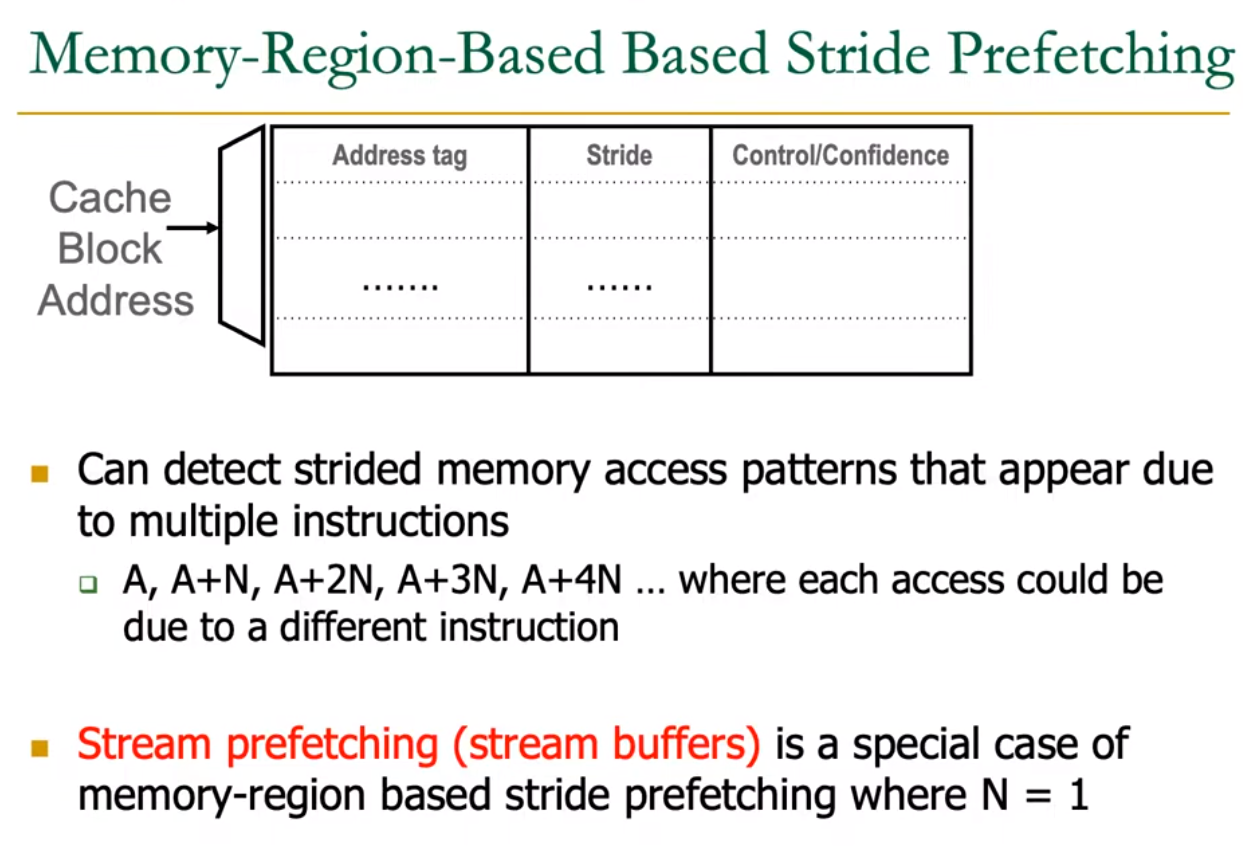 Memory-Region-Based Based Stride Prefetching
Address tag Stride Control/Confidence
Cache
Block
Address
....... ......
Can detect strided memory access patterns that appear due
to multiple instructions
A, A+N, A+2N, A+3N, A+4N ... where each access could be
due to a different instruction
Stream prefetching (stream buffers) is a special case of
memory-region based stride prefetching where N = 1